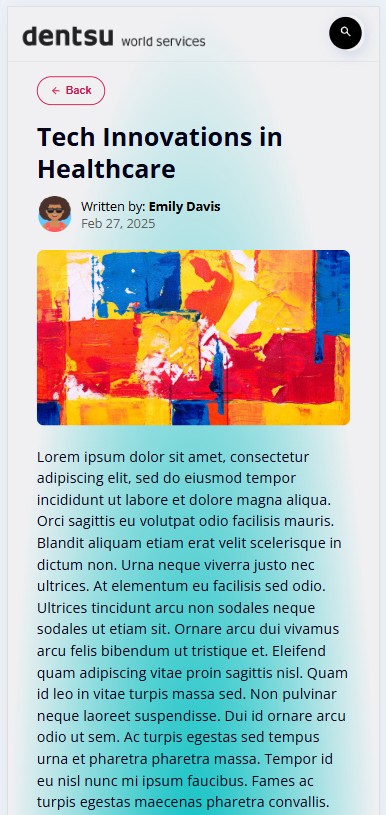 dentsu world services
← Back
Tech Innovations in
Healthcare
Written by: Emily Davis
Feb 27, 2025
Lorem ipsum dolor sit amet, consectetur
adipiscing elit, sed do eiusmod tempor
incididunt ut labore et dolore magna aliqua.
Orci sagittis eu volutpat odio facilisis mauris.
Blandit aliquam etiam erat velit scelerisque in
dictum non. Urna neque viverra justo nec
ultrices. At elementum eu facilisis sed odio.
Ultrices tincidunt arcu non sodales neque
sodales ut etiam sit. Ornare arcu dui vivamus
arcu felis bibendum ut tristique et. Eleifend
quam adipiscing vitae proin sagittis nisl. Quam
id leo in vitae turpis massa sed. Non pulvinar
neque laoreet suspendisse. Dui id ornare arcu
odio ut sem. Ac turpis egestas sed tempus
urna et pharetra pharetra massa. Tempor id
eu nisl nunc mi ipsum faucibus. Fames ac
turpis egestas maecenas pharetra convallis.